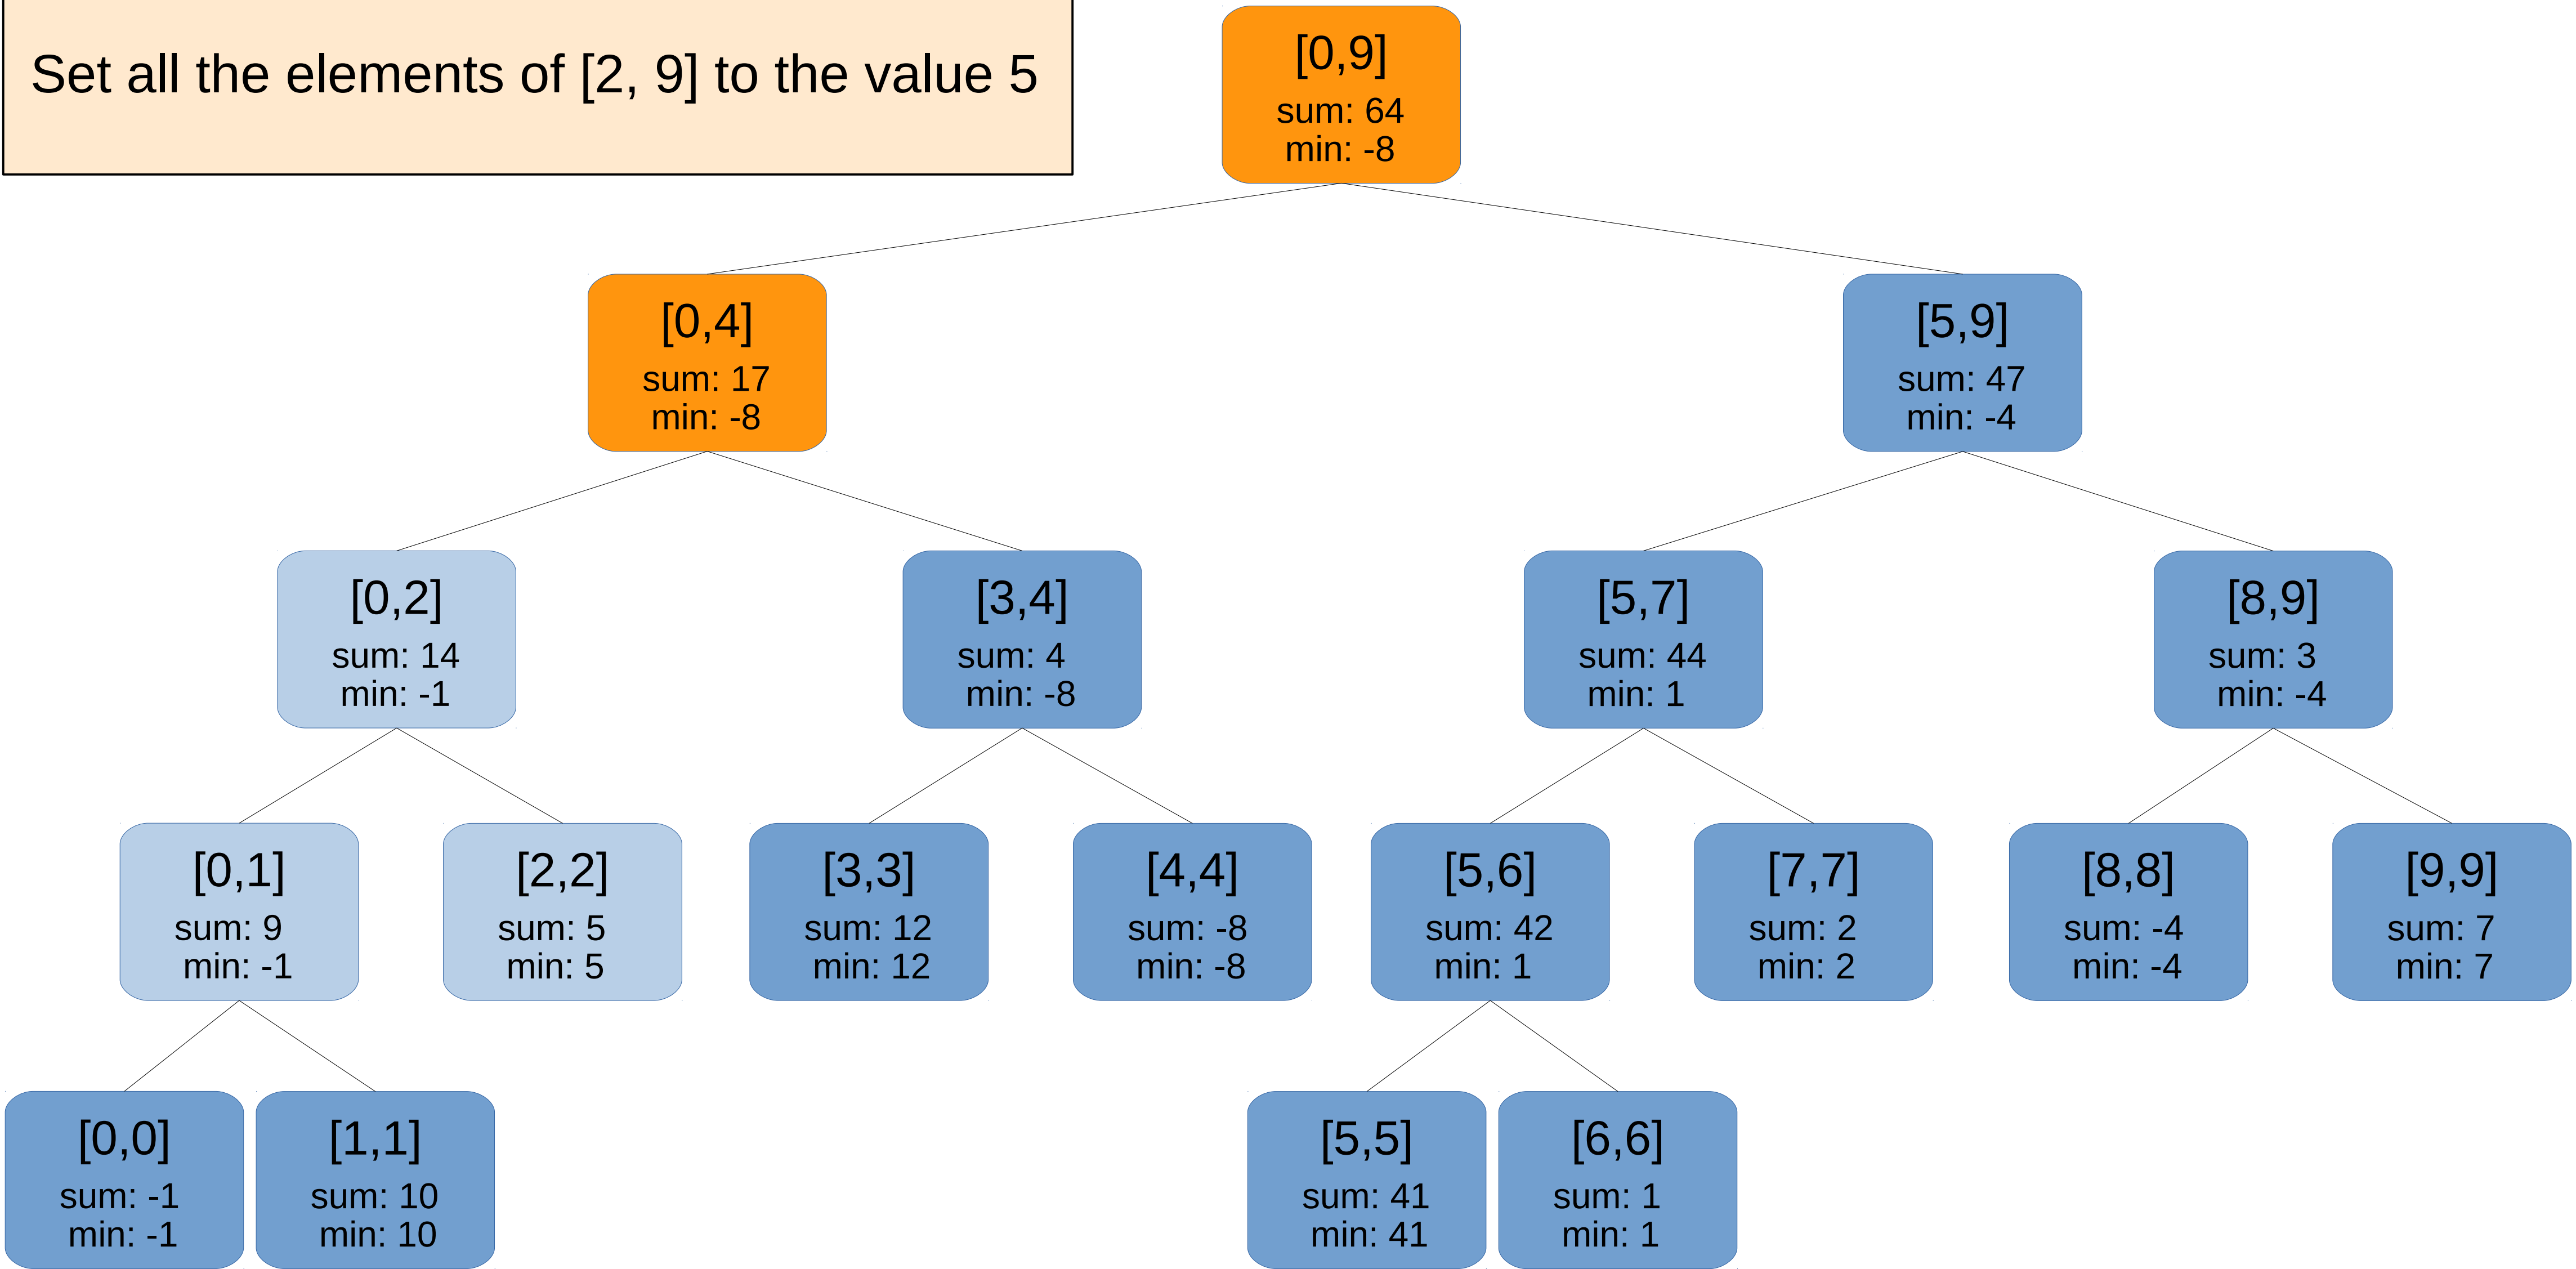 Set all the elements of [2, 9] to the value 5
[0,9]
sum: 64
min: -8
[0,4]
sum: 17
min: -8
[5,9]
sum: 47
min: -4
[0,2]
sum: 14
min: -1
[3,4]
sum: 4
min: -8
[5,7]
sum: 44
min: 1
[8,9]
sum: 3
min: -4
[0,1]
sum: 9
min: -1
[2,2]
sum: 5
min: 5
[3,3]
sum: 12
min: 12
[4,4]
sum: -8
min: -8
[5,6]
sum: 42
min: 1
[7,7]
sum: 2
min: 2
[8,8]
sum: -4
min: -4
[9,9]
sum: 7
min: 7
[0,0]
sum: -1
min: -1
[1,1]
sum: 10
min: 10
[5,5]
sum: 41
min: 41
[6,6]
sum: 1
min: 1